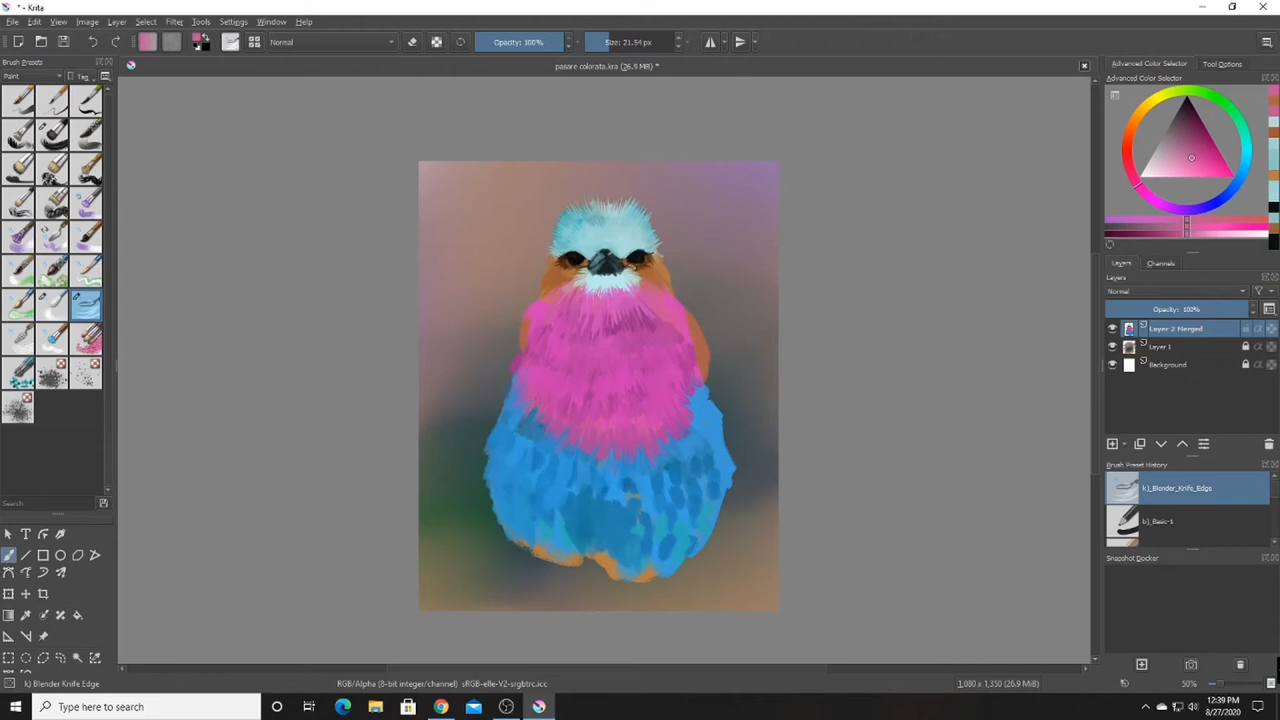 * - Krita
File Edit View Image Layer Select Filter Tools Settings Window Help
Normal Opacity: 100% Size: 21.54 px
Brush Presets
pasare colorata.kra (26.9 MiB) *
Advanced Color Selector Tool Options
Paint Tag
Advanced Color Selector
Layers Channels
Layers
Normal
Opacity: 100%
Layer 2 Merged
Layer 1
Background
Brush Preset History
k)_Blender_Knife_Edge
b)_Basic-1
Search
Snapshot Docker
k) Blender Knife Edge
RGB/Alpha (8-bit integer/channel) sRGB-elle-V2-srgbtrc.icc
1,080 x 1,350 (26.9 MiB)
50%
Type here to search
12:39 PM
8/27/2020